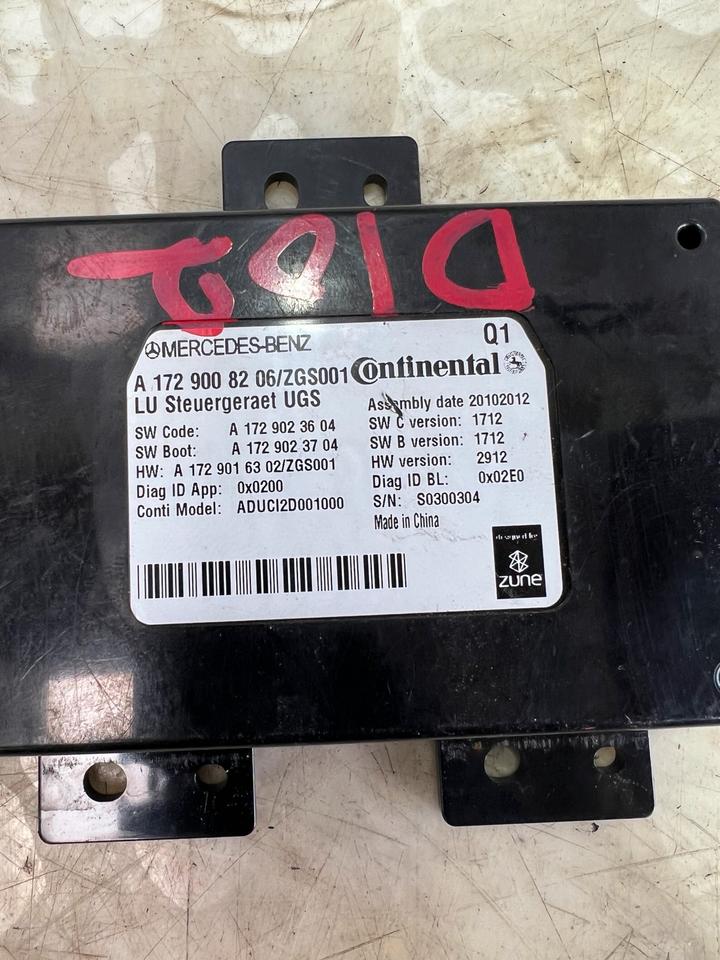 Q1
MERCEDES-BENZ
A 172 900 82 06/ZGS001
Continental
LU Steuergeraet UGS
Assembly date 20102012
SW Code: A 172 902 36 04
SW C version: 1712
SW Boot: A 172 902 37 04
SW B version: 1712
HW: A 172 901 63 02/ZGS001
HW version: 2912
Diag ID App: 0x0200
Diag ID BL: 0x02E0
Conti Model: ADUCI2D001000
S/N: S0300304
Made in China
designed for
zune